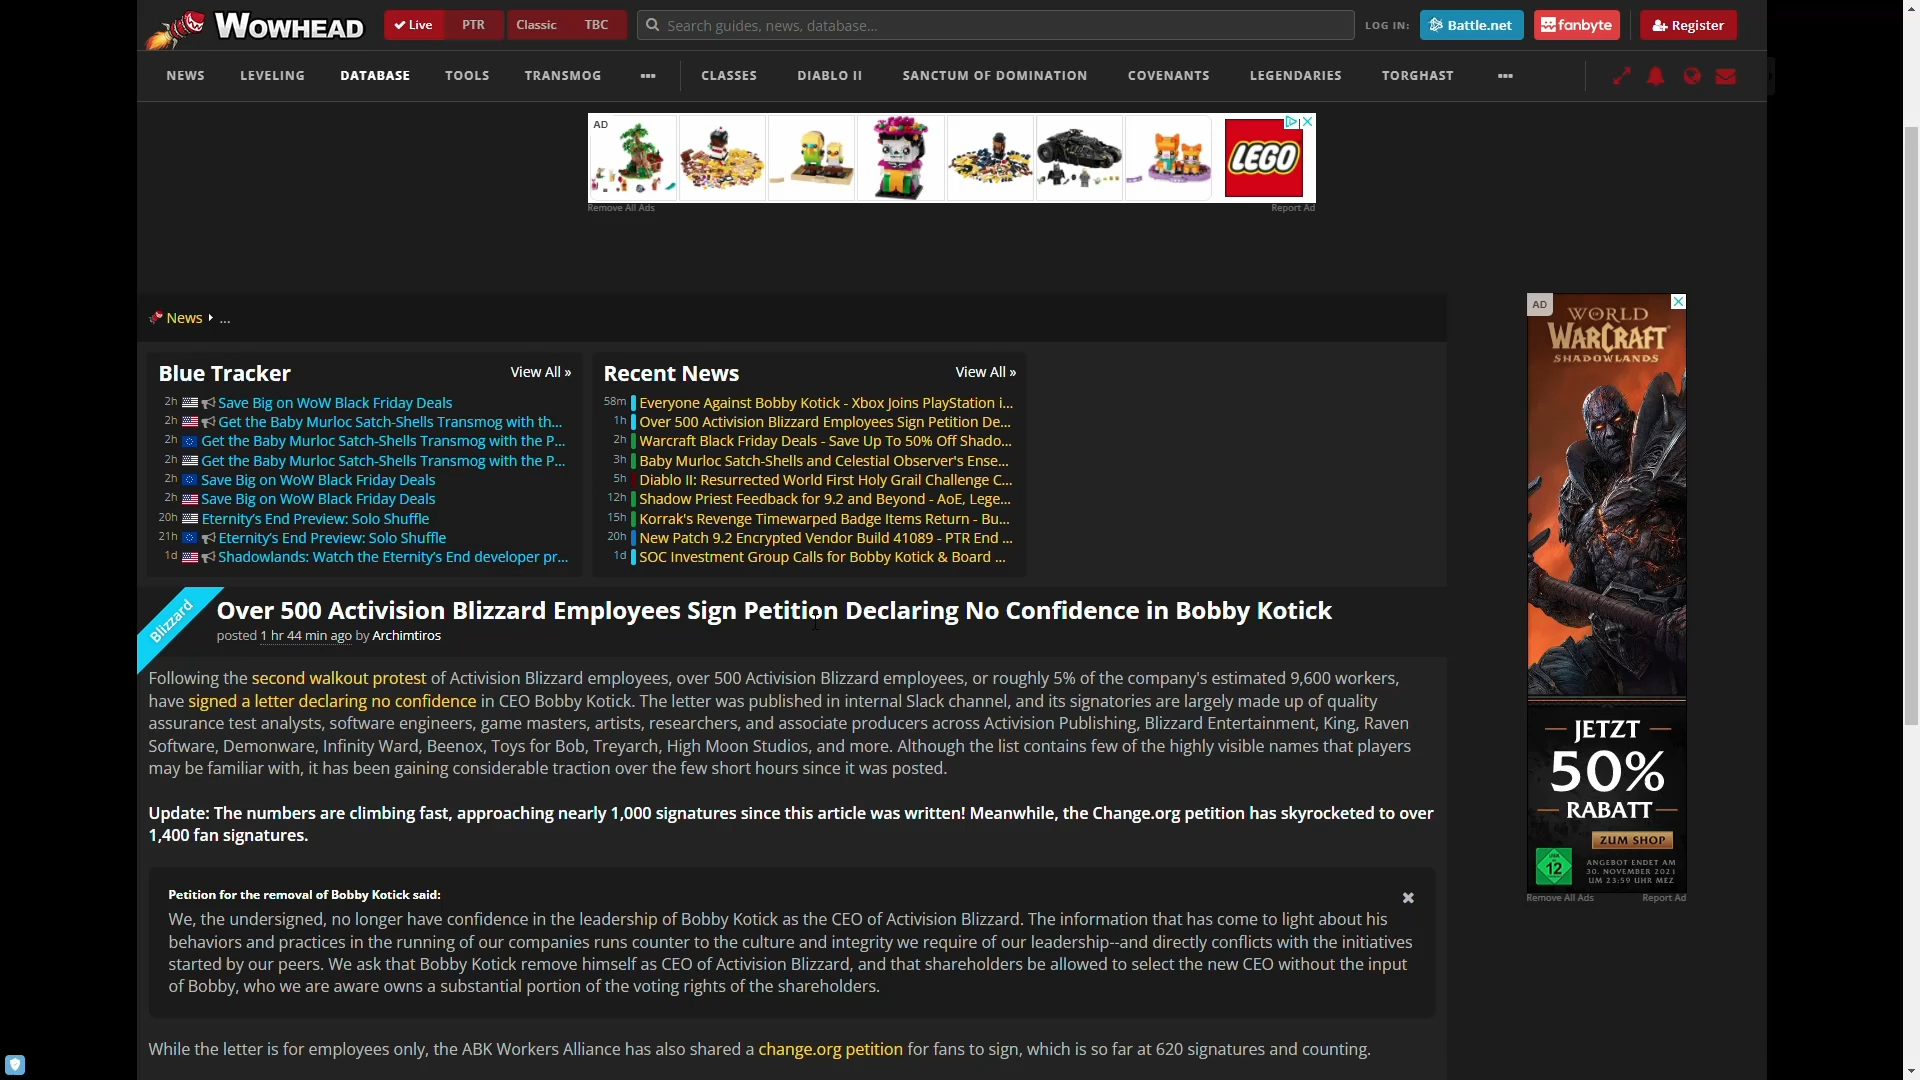 WOWHEAD
Live
PTR
Classic
TBC
Search guides, news, database...
LOG IN:
Battle.net
fanbyte
Register
NEWS
LEVELING
DATABASE
TOOLS
TRANSMOG
CLASSES
DIABLO II
SANCTUM OF DOMINATION
COVENANTS
LEGENDARIES
TORGHAST
AD
LEGO
Remove All Ads
Report Ad
News
...
Blue Tracker
View All »
2h Save Big on WoW Black Friday Deals
2h Get the Baby Murloc Satch-Shells Transmog with th...
2h Get the Baby Murloc Satch-Shells Transmog with the P...
2h Get the Baby Murloc Satch-Shells Transmog with the P...
2h Save Big on WoW Black Friday Deals
2h Save Big on WoW Black Friday Deals
20h Eternity's End Preview: Solo Shuffle
21h Eternity's End Preview: Solo Shuffle
1d Shadowlands: Watch the Eternity's End developer pr...
Recent News
View All »
58m Everyone Against Bobby Kotick - Xbox Joins PlayStation i...
1h Over 500 Activision Blizzard Employees Sign Petition De...
2h Warcraft Black Friday Deals - Save Up To 50% Off Shado...
3h Baby Murloc Satch-Shells and Celestial Observer's Ense...
5h Diablo II: Resurrected World First Holy Grail Challenge C...
12h Shadow Priest Feedback for 9.2 and Beyond - AoE, Lege...
15h Korrak's Revenge Timewarped Badge Items Return - Bu...
20h New Patch 9.2 Encrypted Vendor Build 41089 - PTR End ...
1d SOC Investment Group Calls for Bobby Kotick & Board ...
Blizzard
Over 500 Activision Blizzard Employees Sign Petition Declaring No Confidence in Bobby Kotick
posted 1 hr 44 min ago by Archimtiros
Following the second walkout protest of Activision Blizzard employees, over 500 Activision Blizzard employees, or roughly 5% of the company's estimated 9,600 workers,
have signed a letter declaring no confidence in CEO Bobby Kotick. The letter was published in internal Slack channel, and its signatories are largely made up of quality
assurance test analysts, software engineers, game masters, artists, researchers, and associate producers across Activision Publishing, Blizzard Entertainment, King, Raven
Software, Demonware, Infinity Ward, Beenox, Toys for Bob, Treyarch, High Moon Studios, and more. Although the list contains few of the highly visible names that players
may be familiar with, it has been gaining considerable traction over the few short hours since it was posted.
Update: The numbers are climbing fast, approaching nearly 1,000 signatures since this article was written! Meanwhile, the Change.org petition has skyrocketed to over
1,400 fan signatures.
Petition for the removal of Bobby Kotick said:
We, the undersigned, no longer have confidence in the leadership of Bobby Kotick as the CEO of Activision Blizzard. The information that has come to light about his
behaviors and practices in the running of our companies runs counter to the culture and integrity we require of our leadership--and directly conflicts with the initiatives
started by our peers. We ask that Bobby Kotick remove himself as CEO of Activision Blizzard, and that shareholders be allowed to select the new CEO without the input
of Bobby, who we are aware owns a substantial portion of the voting rights of the shareholders.
While the letter is for employees only, the ABK Workers Alliance has also shared a change.org petition for fans to sign, which is so far at 620 signatures and counting.
AD
WORLD
OF
WARCRAFT
SHADOWLANDS
JETZT
50%
RABATT
ZUM SHOP
12
ANGEBOT ENDET AM
30. NOVEMBER 2021
UM 23:59 UHR MEZ
Remove All Ads
Report Ad